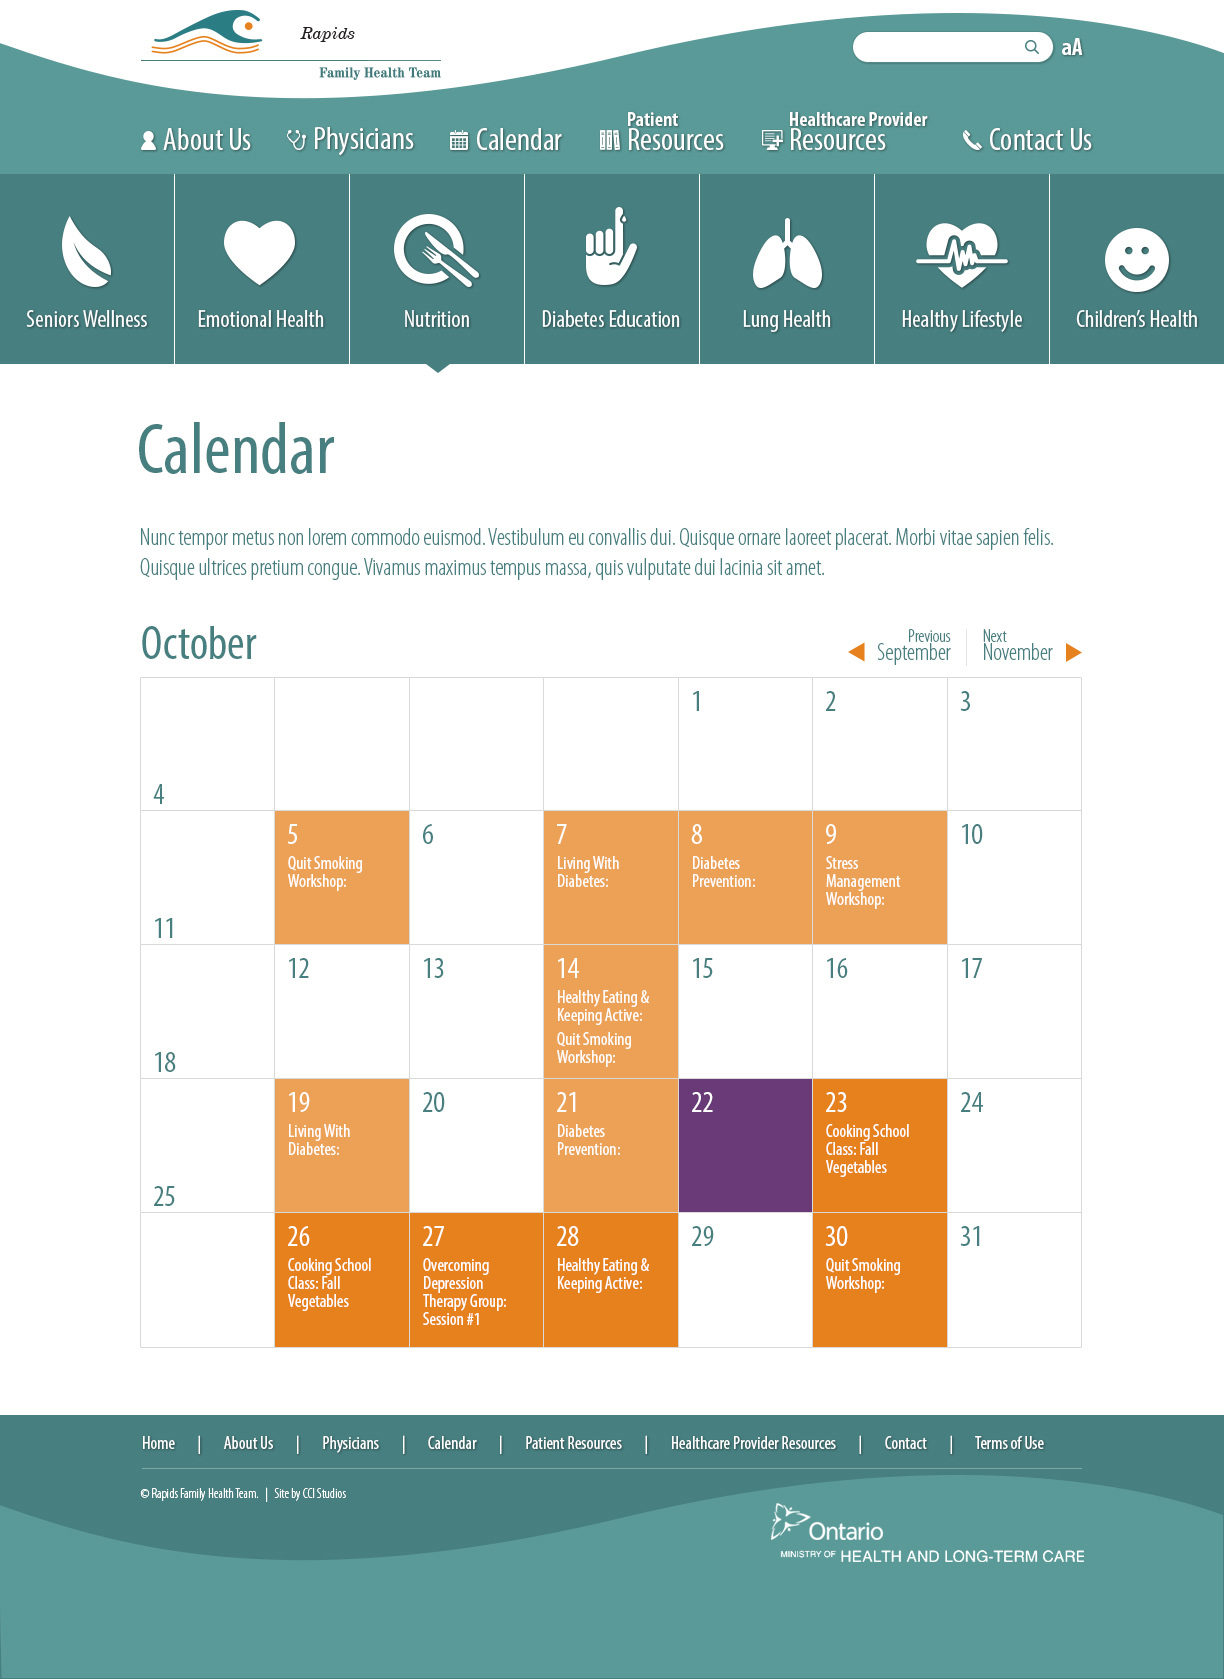 Rapids
Family Health Team
aA
About Us
Physicians
Calendar
Patient
Resources
Healthcare Provider
Resources
Contact Us
Seniors Wellness
Emotional Health
Nutrition
Diabetes Education
Lung Health
Healthy Lifestyle
Children's Health
Calendar
Nunc tempor metus non lorem commodo euismod. Vestibulum eu convallis dui. Quisque ornare laoreet placerat. Morbi vitae sapien felis.
Quisque ultrices pretium congue. Vivamus maximus tempus massa, quis vulputate dui lacinia sit amet.
October
Previous
September
Next
November
1
2
3
4
5
Quit Smoking
Workshop:
6
7
Living With
Diabetes:
8
Diabetes
Prevention:
9
Stress
Management
Workshop:
10
11
12
13
14
Healthy Eating &
Keeping Active:
Quit Smoking
Workshop:
15
16
17
18
19
Living With
Diabetes:
20
21
Diabetes
Prevention:
22
23
Cooking School
Class: Fall
Vegetables
24
25
26
Cooking School
Class: Fall
Vegetables
27
Overcoming
Depression
Therapy Group:
Session #1
28
Healthy Eating &
Keeping Active:
29
30
Quit Smoking
Workshop:
31
Home | About Us | Physicians | Calendar | Patient Resources | Healthcare Provider Resources | Contact | Terms of Use
© Rapids Family Health Team. | Site by CCI Studios
Ontario
MINISTRY OF HEALTH AND LONG-TERM CARE